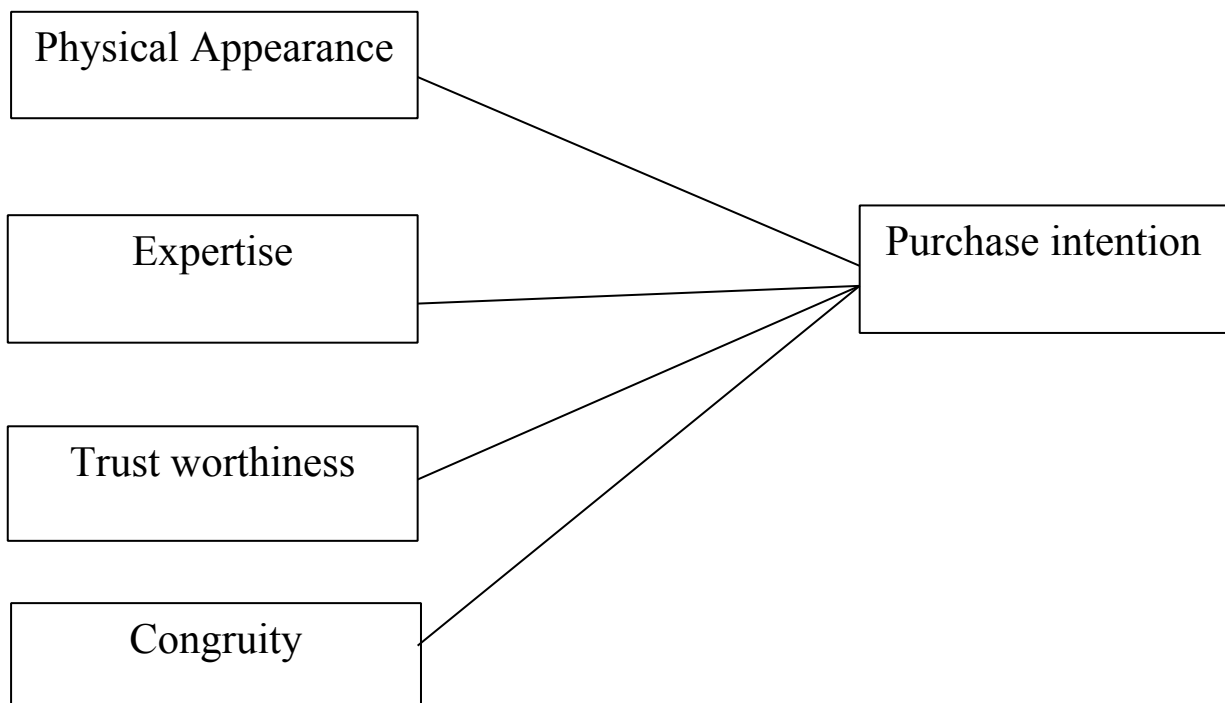 Physical Appearance
Expertise
Purchase intention
Trust worthiness
Congruity